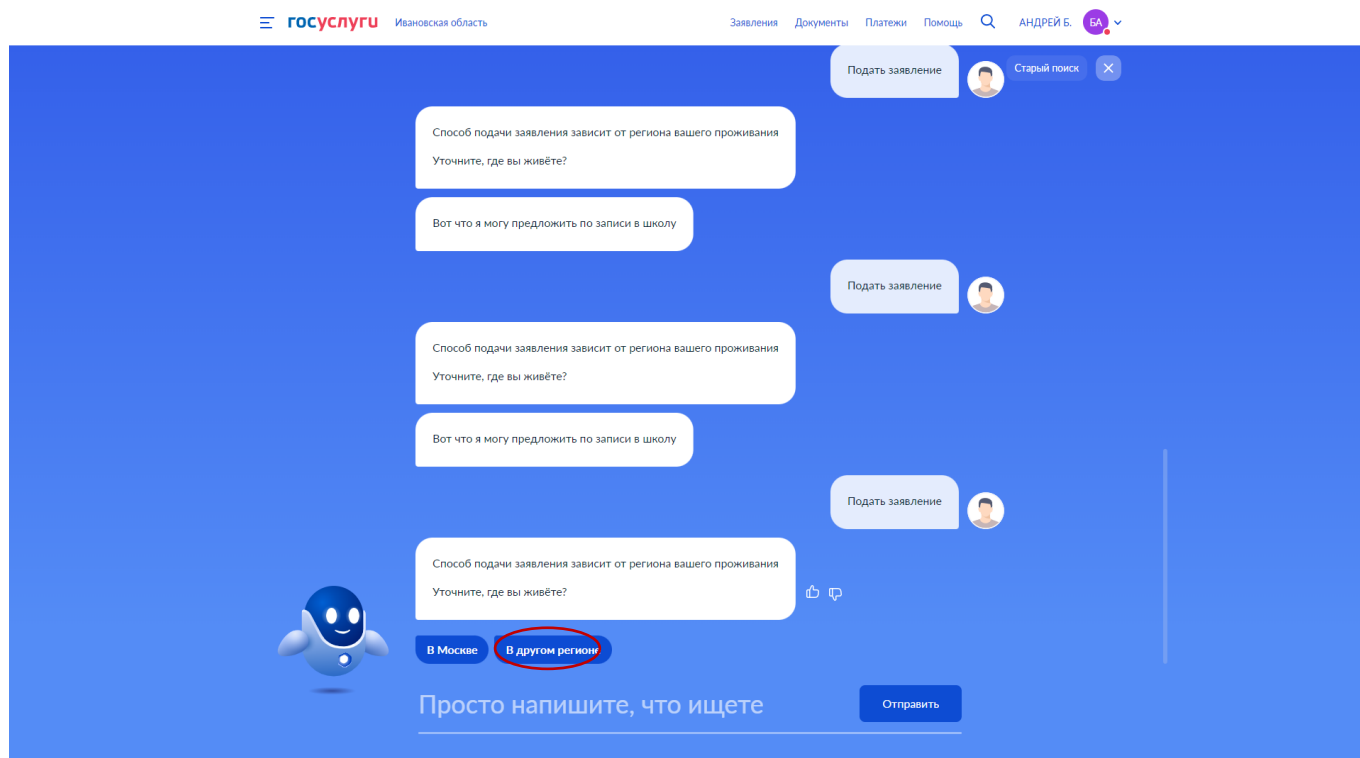 госуслуги Ивановская область Заявления Документы Платежи Помощь АНДРЕЙ Б. БА
Подать заявление
Старый поиск
Способ подачи заявления зависит от региона вашего проживания
Уточните, где вы живёте?
Вот что я могу предложить по записи в школу
Подать заявление
Способ подачи заявления зависит от региона вашего проживания
Уточните, где вы живёте?
Вот что я могу предложить по записи в школу
Подать заявление
Способ подачи заявления зависит от региона вашего проживания
Уточните, где вы живёте?
В Москве В другом регионе
Просто напишите, что ищете Отправить